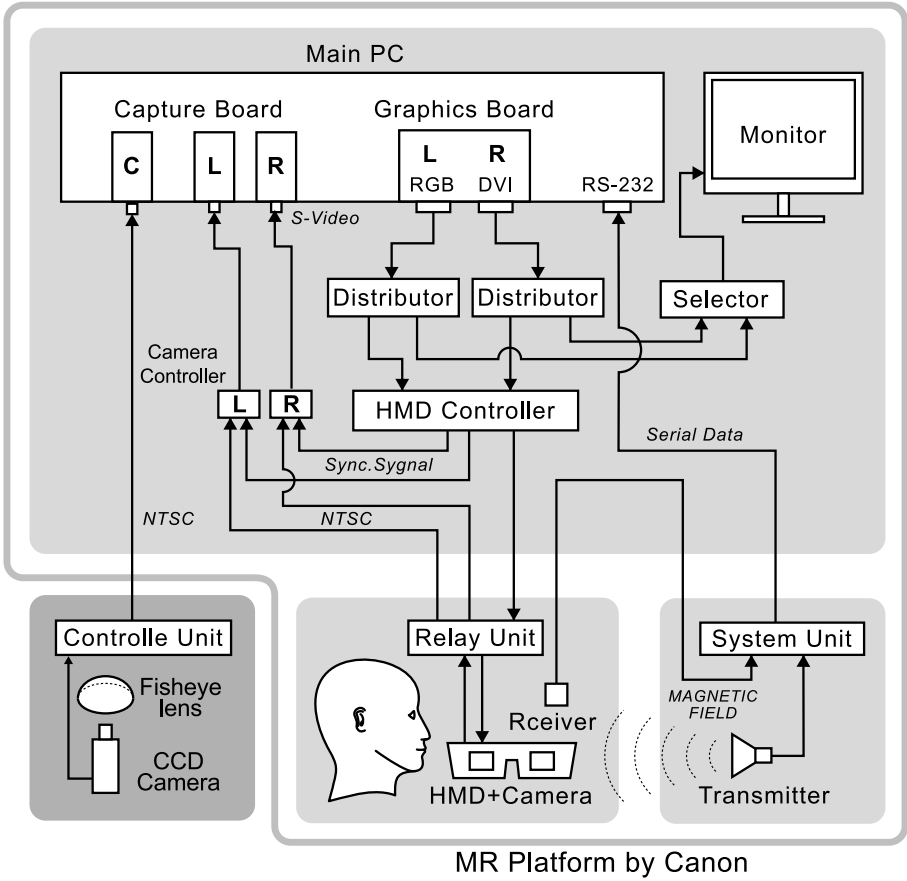 Main PC
Capture Board
Graphics Board
Monitor
C
L
R
L
R
RGB
DVI
RS-232
S-Video
Distributor
Distributor
Selector
Camera
Controller
L
R
HMD Controller
Sync.Sygnal
Serial Data
NTSC
NTSC
Controlle Unit
Relay Unit
System Unit
Fisheye
lens
Rceiver
MAGNETIC
FIELD
CCD
Camera
HMD+Camera
Transmitter
MR Platform by Canon